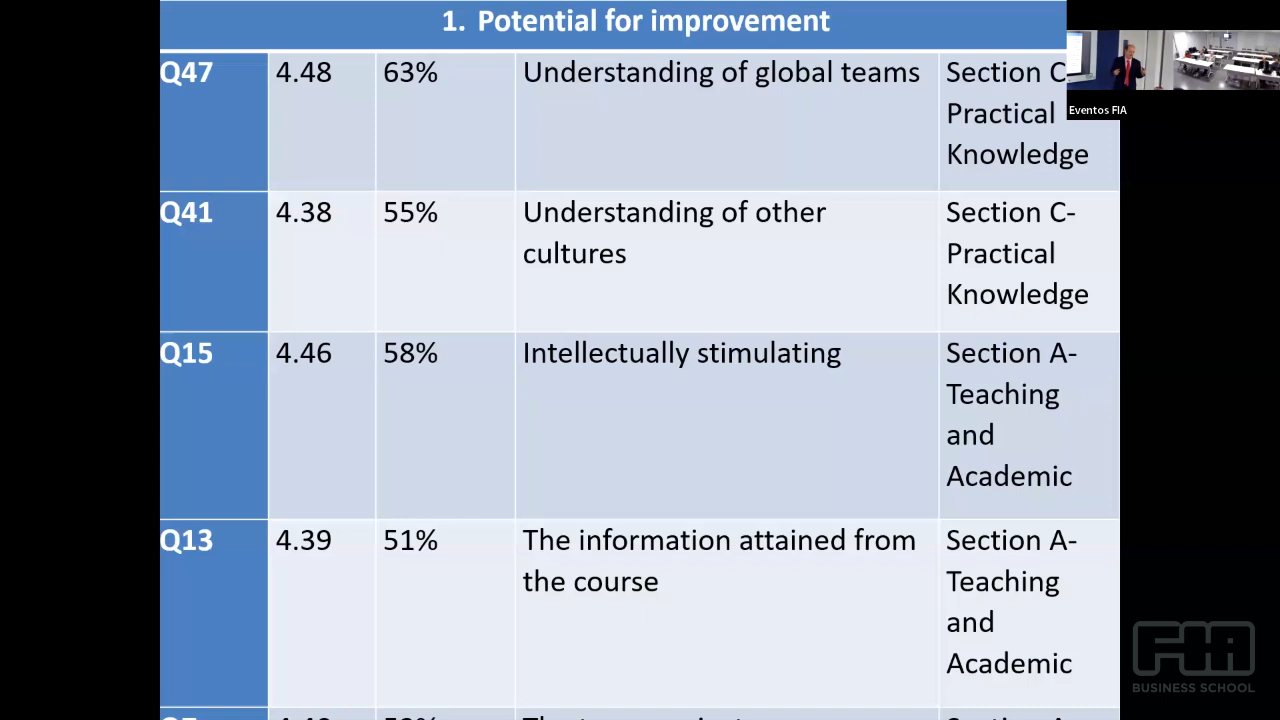 1. Potential for improvement
Q47 4.48 63% Understanding of global teams Section C
Practical
Knowledge
Eventos FIA
Q41 4.38 55% Understanding of other Section C-
cultures Practical
Knowledge
Q15 4.46 58% Intellectually stimulating Section A-
Teaching
and
Academic
Q13 4.39 51% The information attained from Section A-
the course Teaching
and
Academic
FIA
BUSINESS SCHOOL